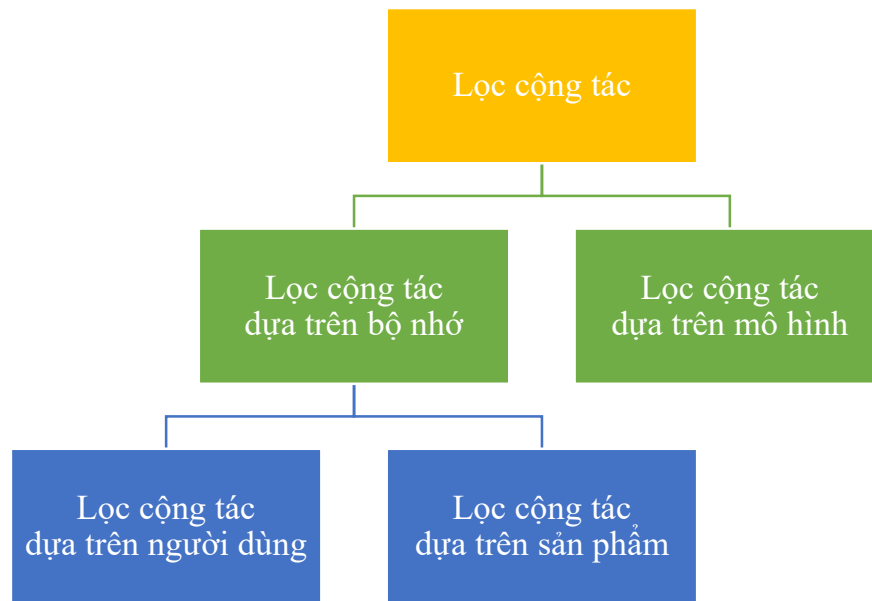 Lọc cộng tác
Lọc cộng tác
dựa trên bộ nhớ
Lọc cộng tác
dựa trên mô hình
Lọc cộng tác
dựa trên người dùng
Lọc cộng tác
dựa trên sản phẩm